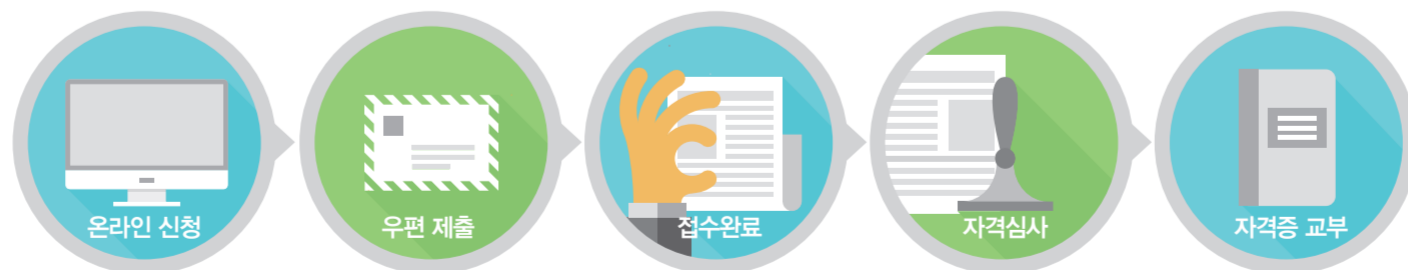 온라인 신청
우편 제출
접수완료
자격심사
자격증 교부